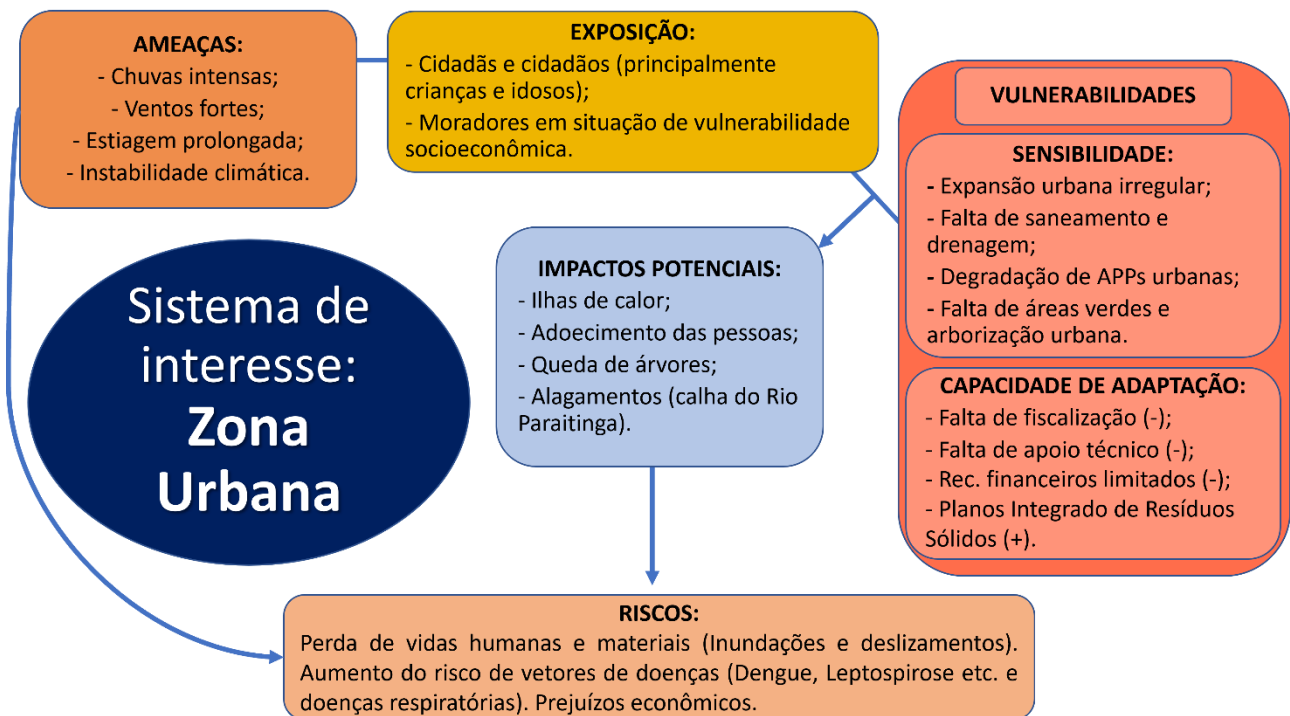 AMEAÇAS:
- Chuvas intensas;
- Ventos fortes;
- Estiagem prolongada;
- Instabilidade climática.
EXPOSIÇÃO:
- Cidadãs e cidadãos (principalmente
crianças e idosos);
- Moradores em situação de vulnerabilidade
socioeconômica.
VULNERABILIDADES
SENSIBILIDADE:
- Expansão urbana irregular;
- Falta de saneamento e
drenagem;
- Degradação de APPs urbanas;
- Falta de áreas verdes e
arborização urbana.
CAPACIDADE DE ADAPTAÇÃO:
- Falta de fiscalização (-);
- Falta de apoio técnico (-);
- Rec. financeiros limitados (-);
- Planos Integrado de Resíduos
Sólidos (+).
IMPACTOS POTENCIAIS:
- Ilhas de calor;
- Adoecimento das pessoas;
- Queda de árvores;
- Alagamentos (calha do Rio
Paraitinga).
Sistema de
interesse:
Zona
Urbana
RISCOS:
Perda de vidas humanas e materiais (Inundações e deslizamentos).
Aumento do risco de vetores de doenças (Dengue, Leptospirose etc. e
doenças respiratórias). Prejuízos econômicos.